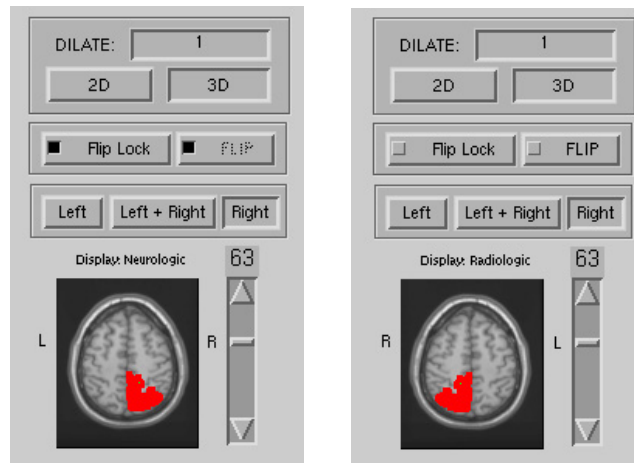 DILATE: 1
2D 3D
Flip Lock FLIP
Left Left + Right Right
Display: Neurologic 63
L R
DILATE: 1
2D 3D
Flip Lock FLIP
Left Left + Right Right
Display: Radiologic 63
R L